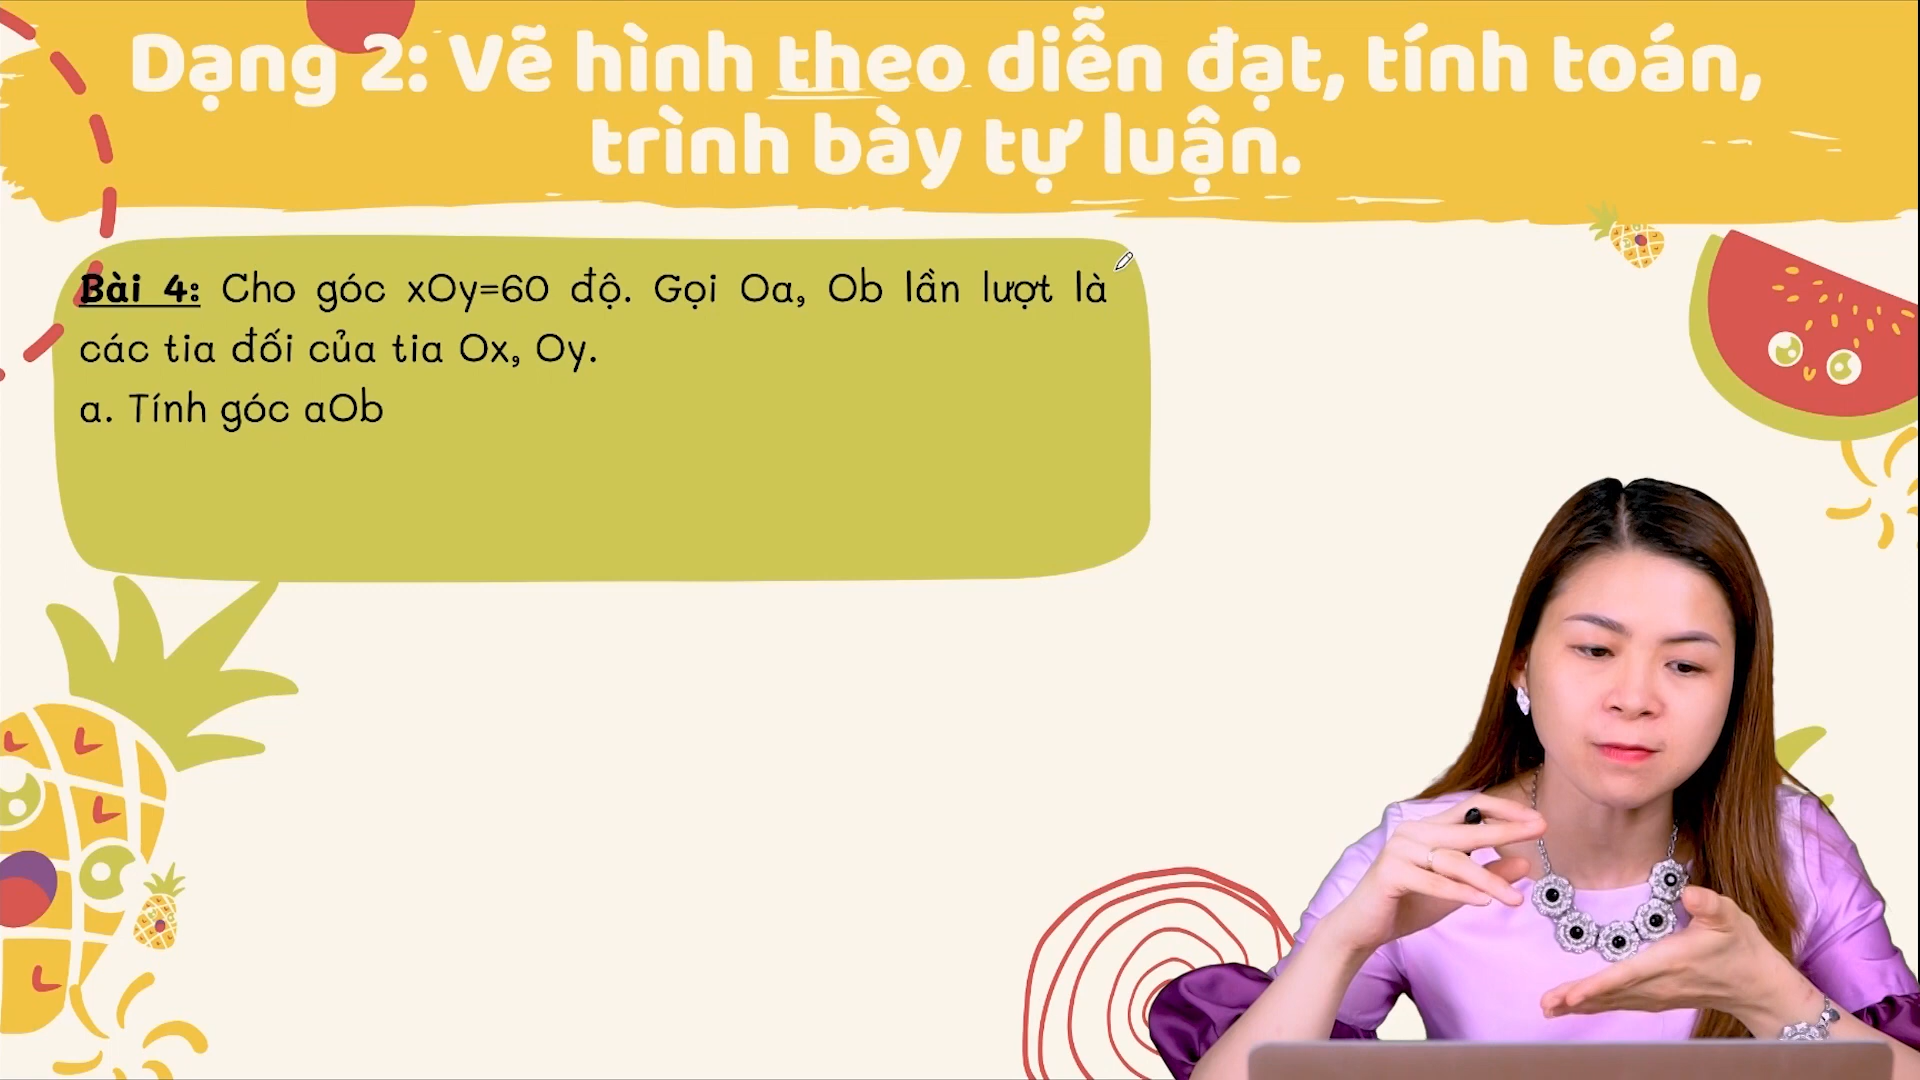 Dạng 2: Vẽ hình theo diễn đạt, tính toán,
trình bày tự luận.
Bài 4: Cho góc xOy=60 độ. Gọi Oa, Ob lần lượt là
các tia đối của tia Ox, Oy.
a. Tính góc aOb